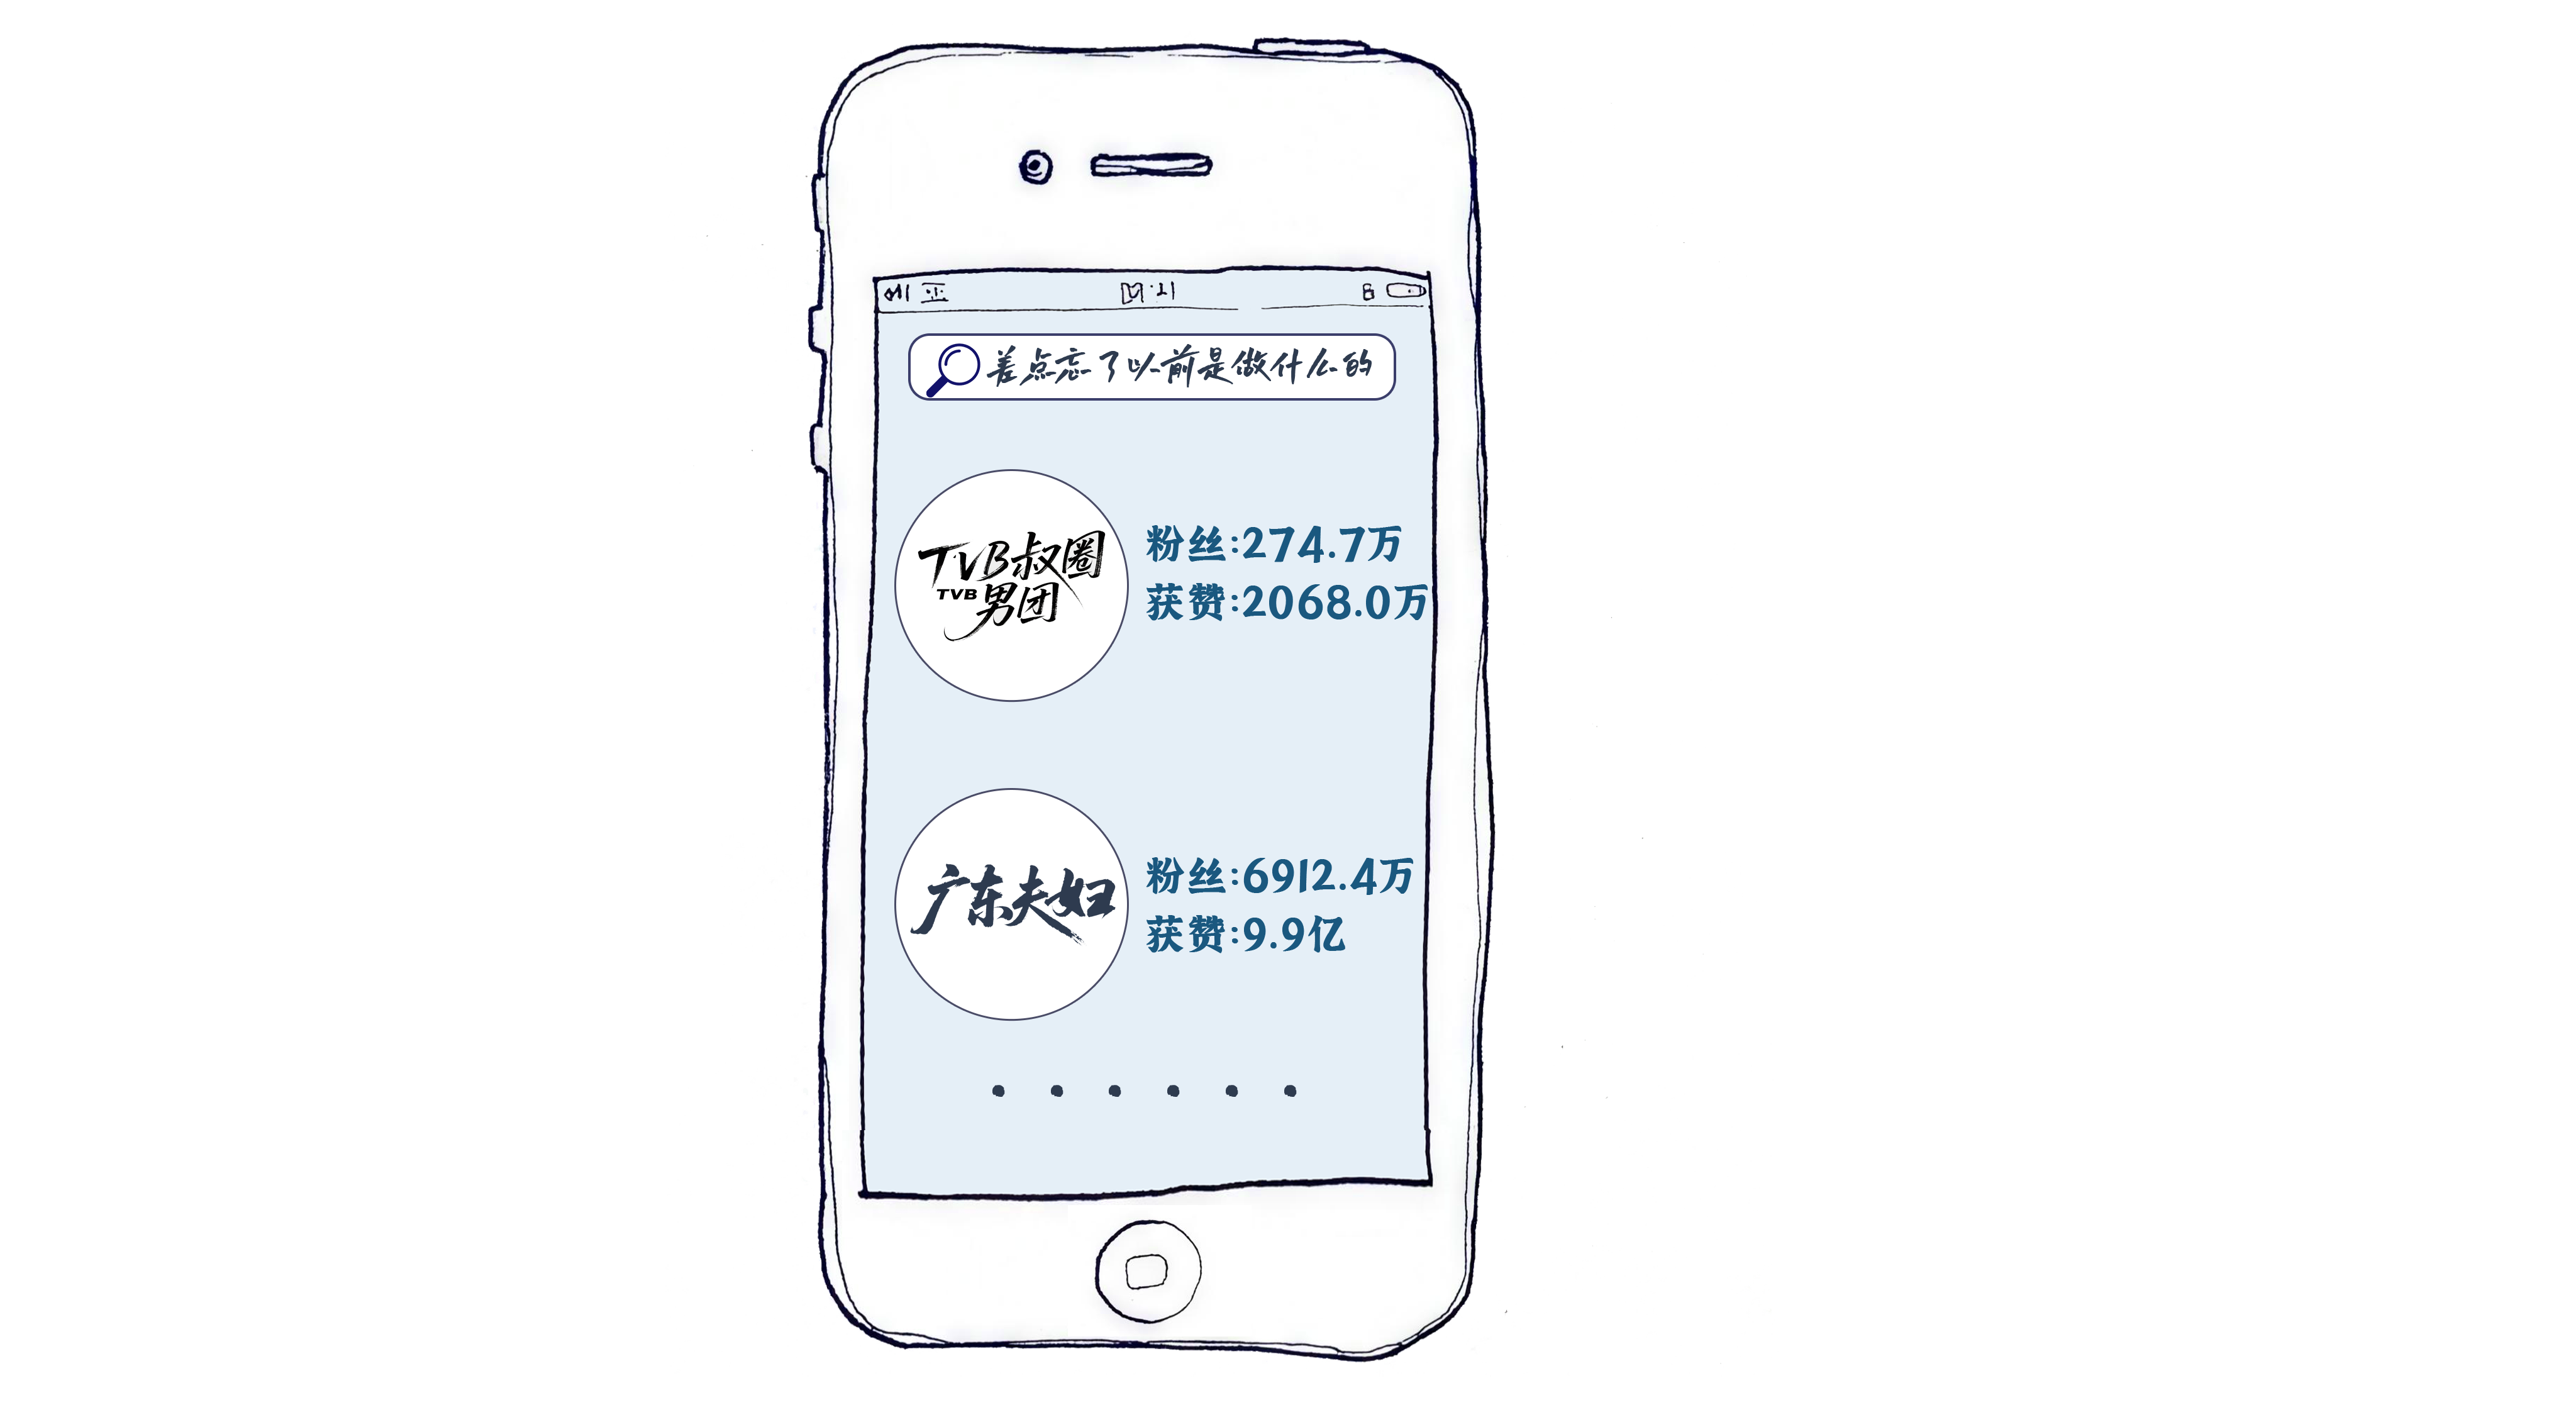 差点忘了以前是做什么的
TVB叔圈
TVB男团
粉丝:274.7万
获赞:2068.0万
广东夫妇
粉丝:6912.4万
获赞:9.9亿